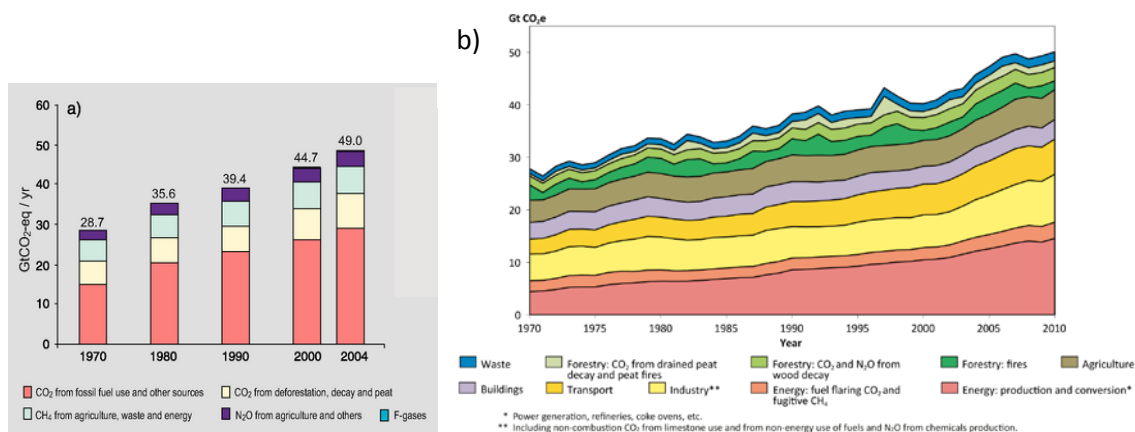 a)
GtCO₂-eq / yr
60
50
40
30
20
10
0
28.7
35.6
39.4
44.7
49.0
1970
1980
1990
2000
2004
CO₂ from fossil fuel use and other sources
CO₂ from deforestation, decay and peat
CH₄ from agriculture, waste and energy
N₂O from agriculture and others
F-gases
b)
Gt CO₂e
50
40
30
20
10
0
1970
1975
1980
1985
1990
1995
2000
2005
2010
Year
Waste
Forestry: CO₂ from drained peat
decay and peat fires
Forestry: CO₂ and N₂O from
wood decay
Forestry: fires
Agriculture
Buildings
Transport
Industry**
Energy: fuel flaring CO₂ and
fugitive CH₄
Energy: production and conversion*
* Power generation, refineries, coke ovens, etc.
** Including non-combustion CO₂ from limestone use and from non-energy use of fuels and N₂O from chemicals production.